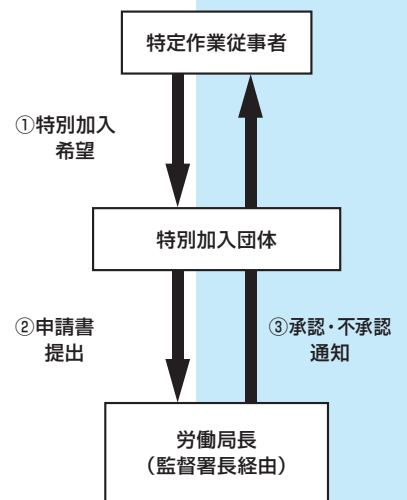 特定作業従事者
①特別加入
希望
特別加入団体
②申請書
提出
③承認・不承認
通知
労働局長
（監督署長経由）